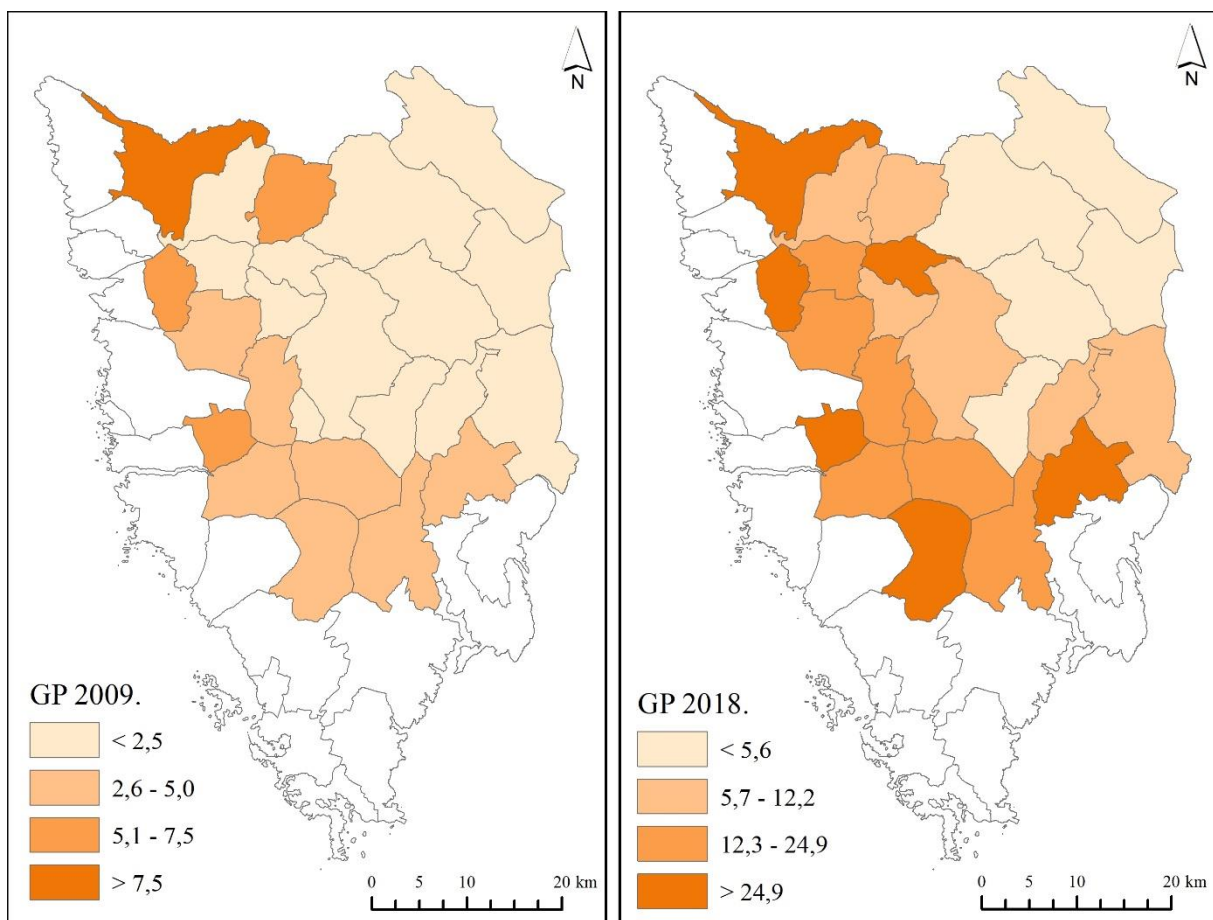 N
GP 2009.
< 2,5
2,6 - 5,0
5,1 - 7,5
> 7,5
0 5 10 20 km
N
GP 2018.
< 5,6
5,7 - 12,2
12,3 - 24,9
> 24,9
0 5 10 20 km